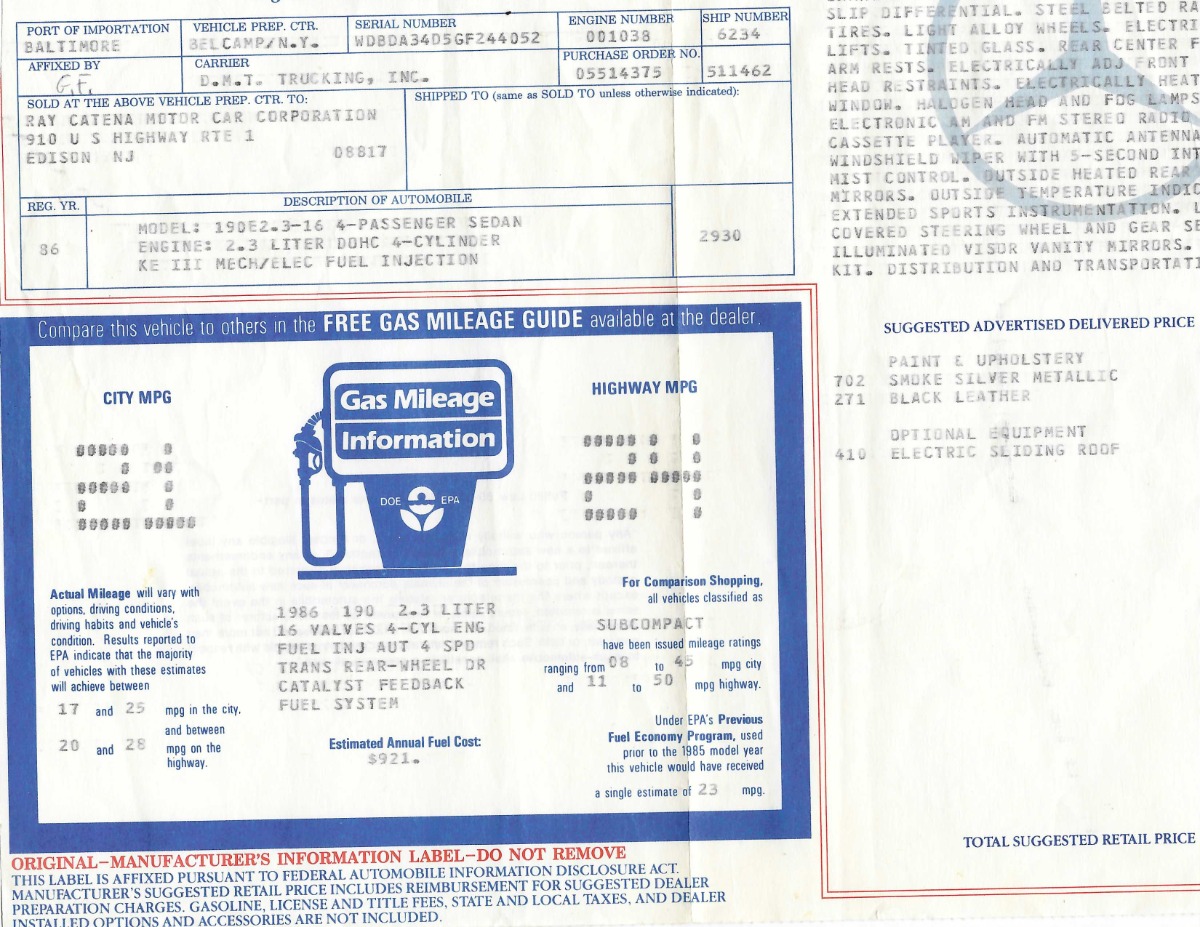 PORT OF IMPORTATION
BALTIMORE
VEHICLE PREP. CTR.
BELCAMP/N.Y.
SERIAL NUMBER
WDBDA34D5GF244052
ENGINE NUMBER
001038
SHIP NUMBER
6234
AFFIXED BY
G.F.
CARRIER
D.M.T. TRUCKING, INC.
PURCHASE ORDER NO.
05514375
511462
SOLD AT THE ABOVE VEHICLE PREP. CTR. TO:
RAY CATENA MOTOR CAR CORPORATION
910 U S HIGHWAY RTE 1
EDISON NJ 08817
SHIPPED TO (same as SOLD TO unless otherwise indicated):
REG. YR.
86
DESCRIPTION OF AUTOMOBILE
MODEL: 190E2.3-16 4-PASSENGER SEDAN
ENGINE: 2.3 LITER DOHC 4-CYLINDER
KE III MECH/ELEC FUEL INJECTION
2930
Compare this vehicle to others in the FREE GAS MILEAGE GUIDE available at the dealer.
CITY MPG
21
Gas Mileage
Information
DOE EPA
HIGHWAY MPG
24
Actual Mileage will vary with
options, driving conditions,
driving habits and vehicle's
condition. Results reported to
EPA indicate that the majority
of vehicles with these estimates
will achieve between
17 and 25 mpg in the city,
and between
20 and 28 mpg on the
highway.
1986 190 2.3 LITER
16 VALVES 4-CYL ENG
FUEL INJ AUT 4 SPD
TRANS REAR-WHEEL DR
CATALYST FEEDBACK
FUEL SYSTEM
Estimated Annual Fuel Cost:
$921.
For Comparison Shopping,
all vehicles classified as
SUBCOMPACT
have been issued mileage ratings
ranging from 08 to 45 mpg city
and 11 to 50 mpg highway.
Under EPA's Previous
Fuel Economy Program, used
prior to the 1985 model year
this vehicle would have received
a single estimate of 23 mpg.
ORIGINAL–MANUFACTURER'S INFORMATION LABEL–DO NOT REMOVE
THIS LABEL IS AFFIXED PURSUANT TO FEDERAL AUTOMOBILE INFORMATION DISCLOSURE ACT.
MANUFACTURER'S SUGGESTED RETAIL PRICE INCLUDES REIMBURSEMENT FOR SUGGESTED DEALER
PREPARATION CHARGES. GASOLINE, LICENSE AND TITLE FEES, STATE AND LOCAL TAXES, AND DEALER
INSTALLED OPTIONS AND ACCESSORIES ARE NOT INCLUDED.
SLIP DIFFERENTIAL. STEEL BELTED RA
TIRES. LIGHT ALLOY WHEELS. ELECTRI
LIFTS. TINTED GLASS. REAR CENTER F
ARM RESTS. ELECTRICALLY ADJ FRONT
HEAD RESTRAINTS. ELECTRICALLY HEAT
WINDOW. HALOGEN HEAD AND FOG LAMPS
ELECTRONIC AM AND FM STEREO RADIO
CASSETTE PLAYER. AUTOMATIC ANTENNA
WINDSHIELD WIPER WITH 5-SECOND INT
MIST CONTROL. OUTSIDE HEATED REAR
MIRRORS. OUTSIDE TEMPERATURE INDIC
EXTENDED SPORTS INSTRUMENTATION. L
COVERED STEERING WHEEL AND GEAR SE
ILLUMINATED VISOR VANITY MIRRORS.
KIT. DISTRIBUTION AND TRANSPORTATI
SUGGESTED ADVERTISED DELIVERED PRICE
PAINT & UPHOLSTERY
702 SMOKE SILVER METALLIC
271 BLACK LEATHER
OPTIONAL EQUIPMENT
410 ELECTRIC SLIDING ROOF
TOTAL SUGGESTED RETAIL PRICE